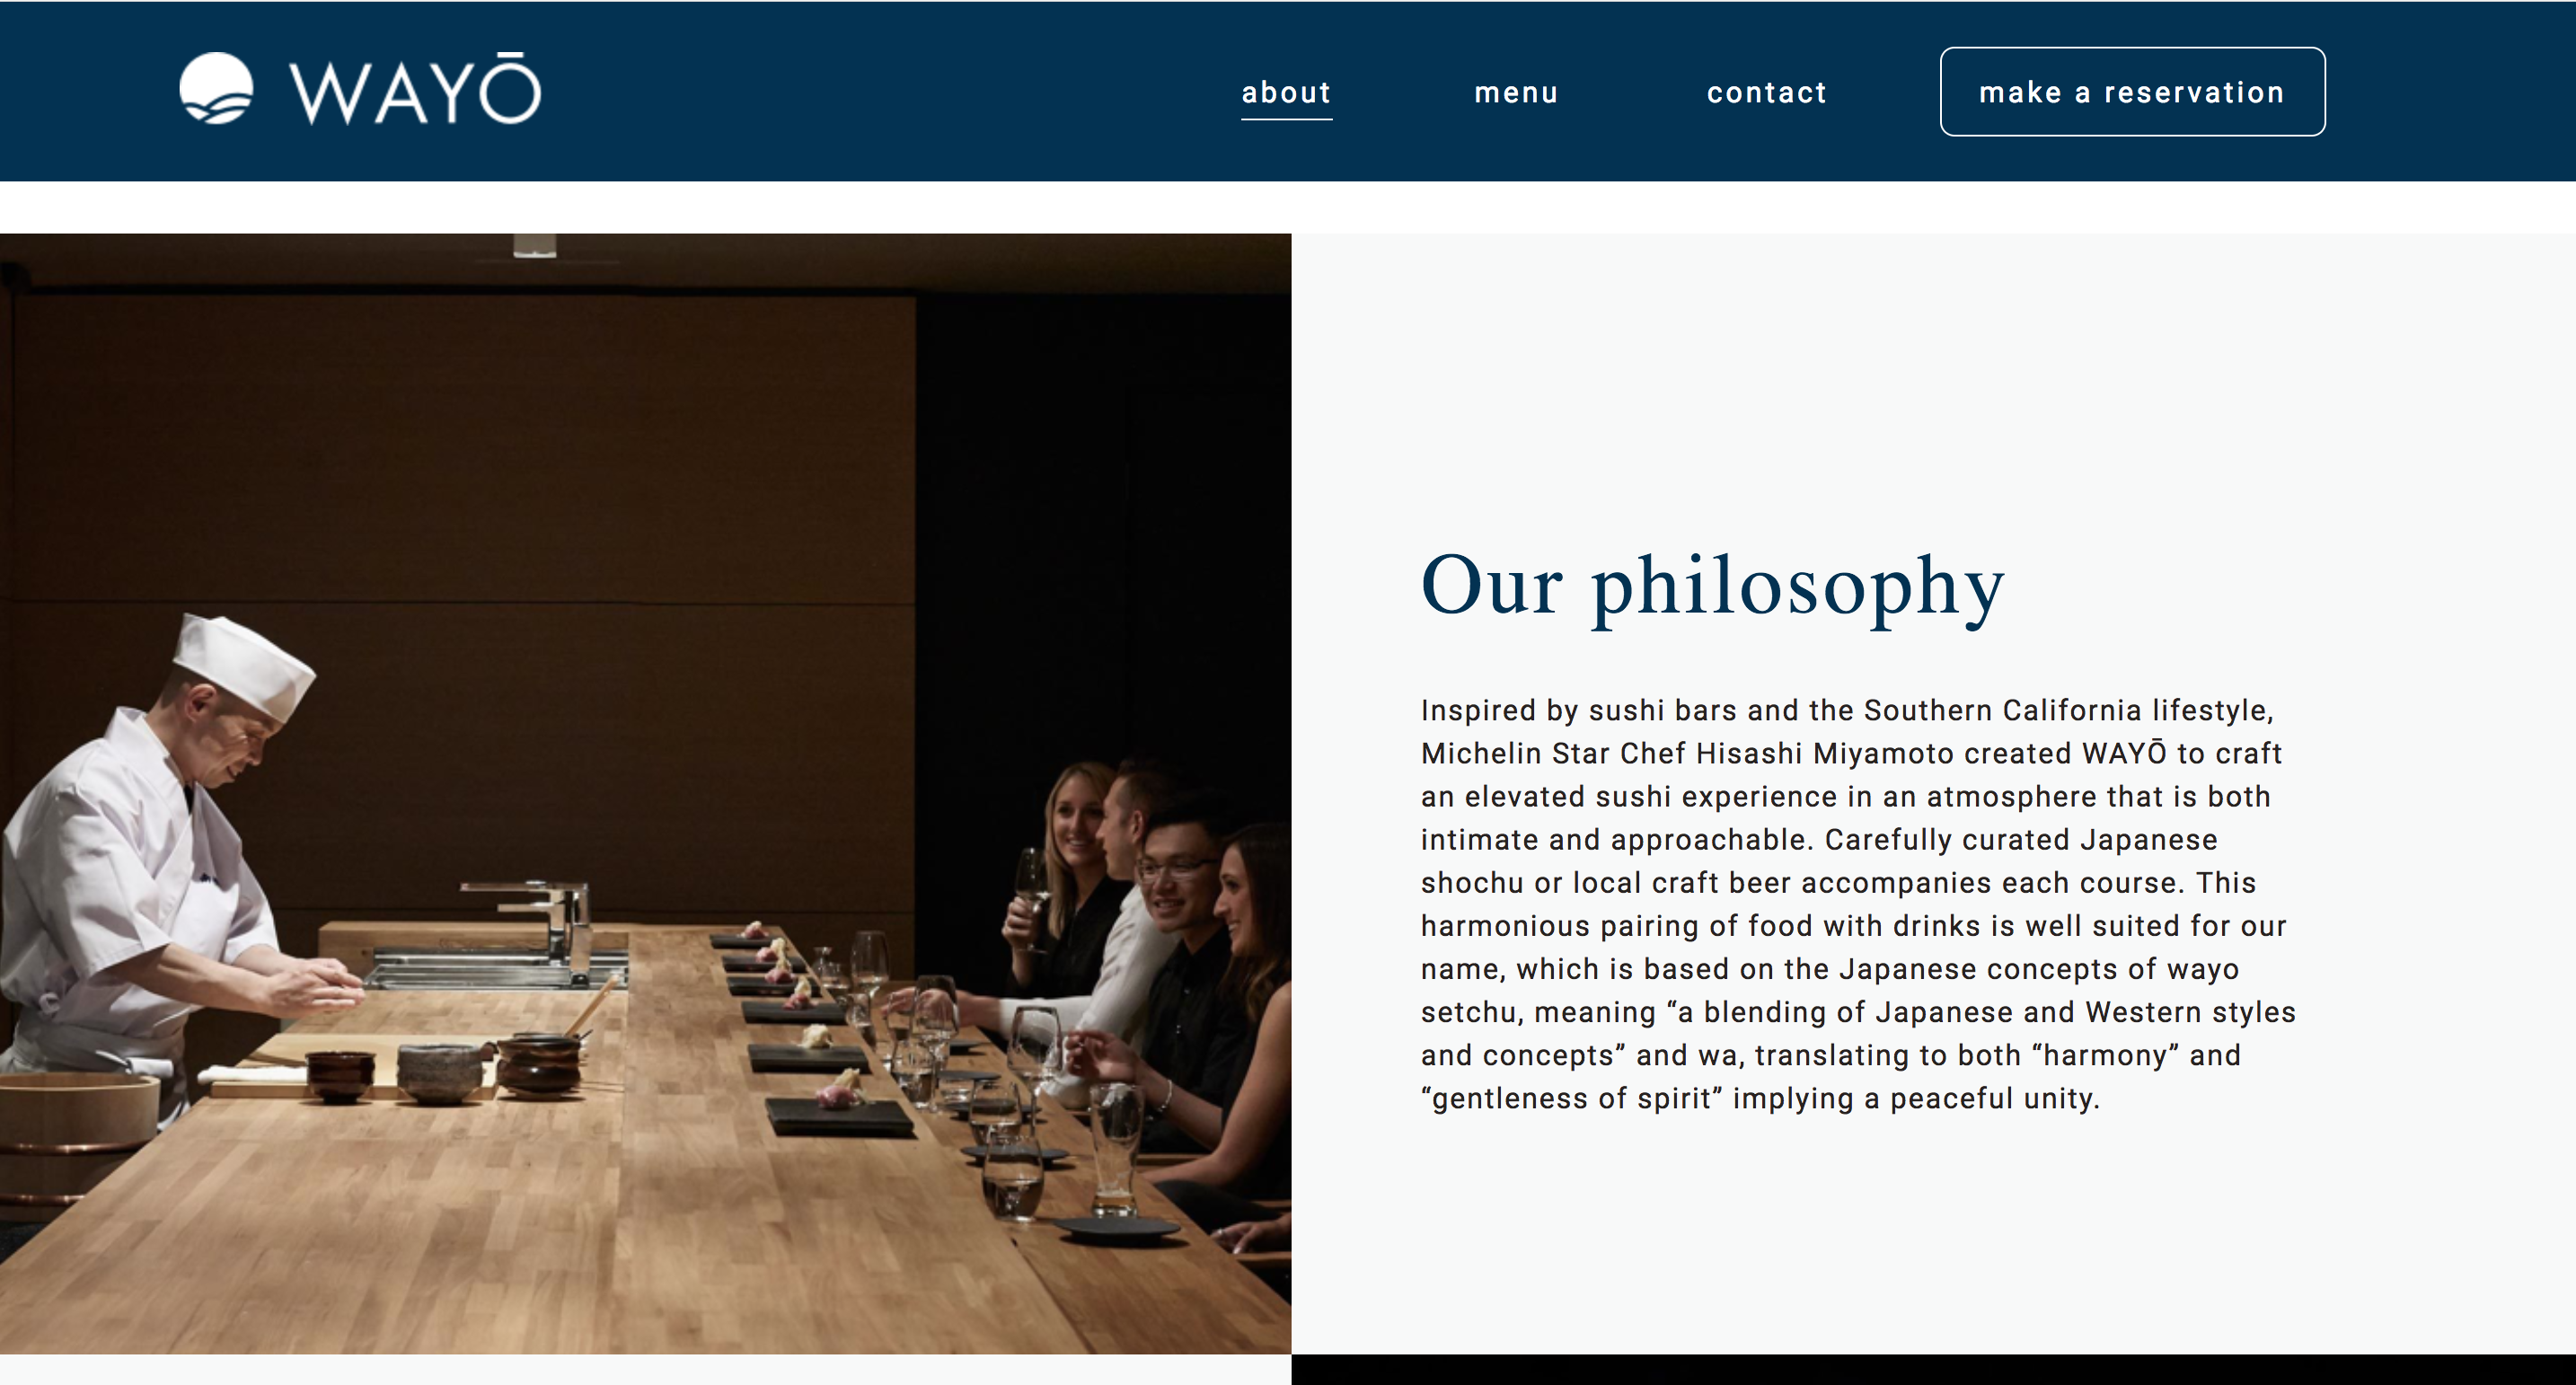 WAYŌ
about
menu
contact
make a reservation
Our philosophy
Inspired by sushi bars and the Southern California lifestyle,
Michelin Star Chef Hisashi Miyamoto created WAYŌ to craft
an elevated sushi experience in an atmosphere that is both
intimate and approachable. Carefully curated Japanese
shochu or local craft beer accompanies each course. This
harmonious pairing of food with drinks is well suited for our
name, which is based on the Japanese concepts of wayo
setchu, meaning “a blending of Japanese and Western styles
and concepts” and wa, translating to both “harmony” and
“gentleness of spirit” implying a peaceful unity.